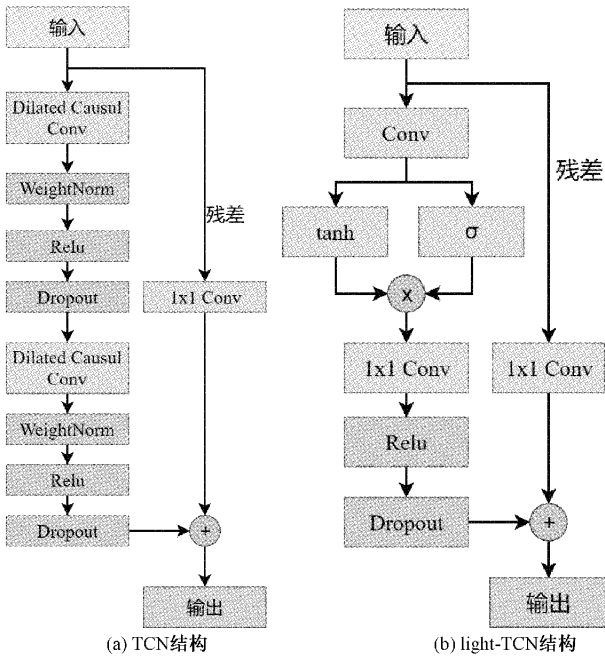 输入
Dilated Causul
Conv
WeightNorm
Relu
Dropout
Dilated Causul
Conv
WeightNorm
Relu
Dropout
残差
1x1 Conv
+
输出
(a) TCN结构
输入
Conv
tanh
σ
x
1x1 Conv
Relu
Dropout
残差
1x1 Conv
+
输出
(b) light-TCN结构